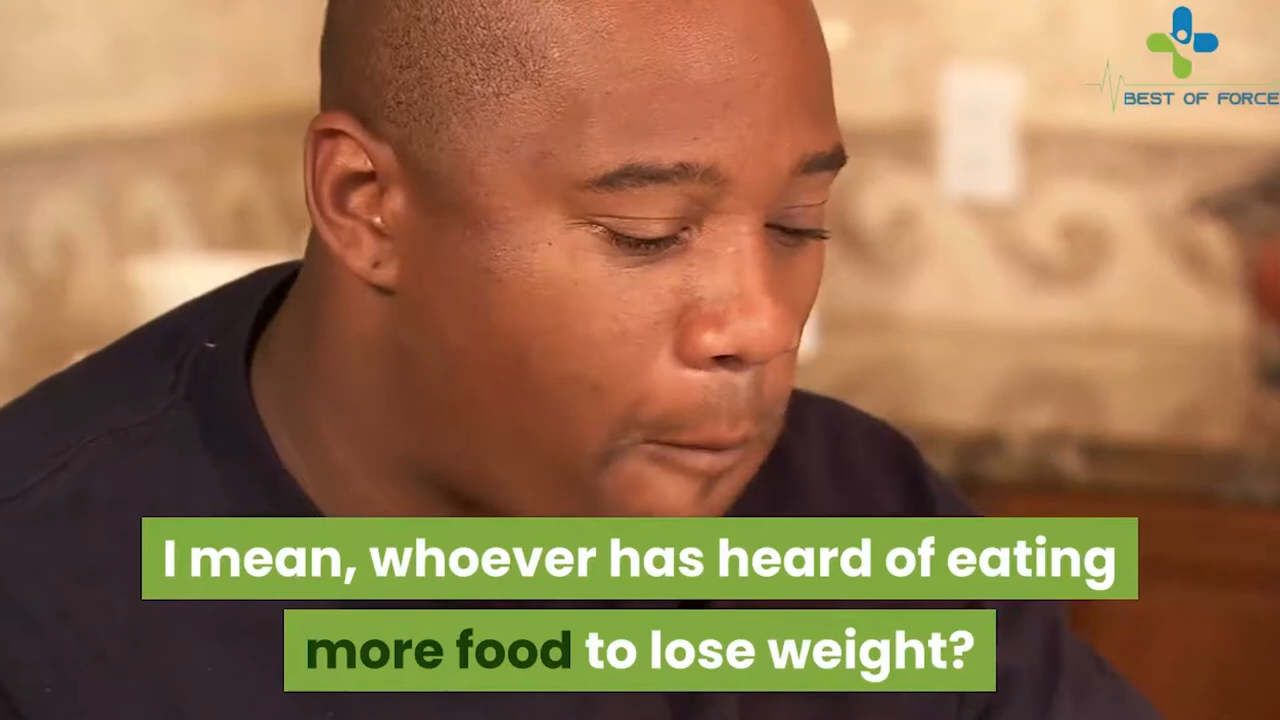 BEST OF FORCE
I mean, whoever has heard of eating
more food to lose weight?